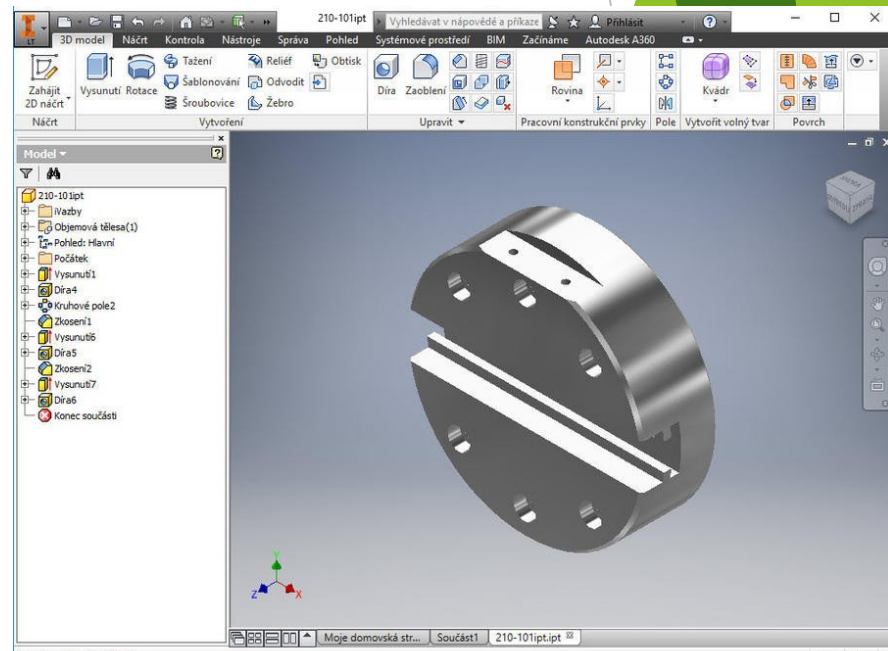 210-101ipt
Vyhledávat v nápovědě a příkaze
Přihlásit
LT
3D model Náčrt Kontrola Nástroje Správa Pohled Systémové prostředí BIM Začínáme Autodesk A360
Zahájit 2D náčrt
Vysunutí
Rotace
Tažení
Šablonování
Šroubovice
Reliéf
Odvodit
Žebro
Obtisk
Díra
Zaoblení
Rovina
Kvádr
Náčrt Vytvoření Upravit Pracovní konstrukční prvky Pole Vytvořit volný tvar Povrch
Model
210-101ipt
iVazby
Objemová tělesa(1)
Pohled: Hlavní
Počátek
Vysunutí1
Díra4
Kruhové pole2
Zkosení1
Vysunutí6
Díra5
Zkosení2
Vysunutí7
Díra6
Konec součásti
Y
Z
X
Moje domovská str... Součást1 210-101ipt.ipt